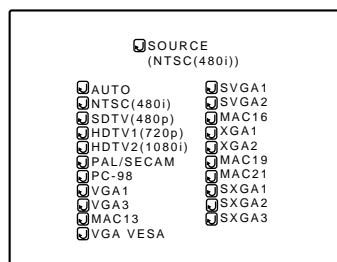 SOURCE
(NTSC(480i))
AUTO
NTSC(480i)
SDTV(480p)
HDTV1(720p)
HDTV2(1080i)
PAL/SECAM
PC-98
VGA1
VGA3
MAC13
VGA VESA
SVGA1
SVGA2
MAC16
XGA1
XGA2
MAC19
MAC21
SXGA1
SXGA2
SXGA3